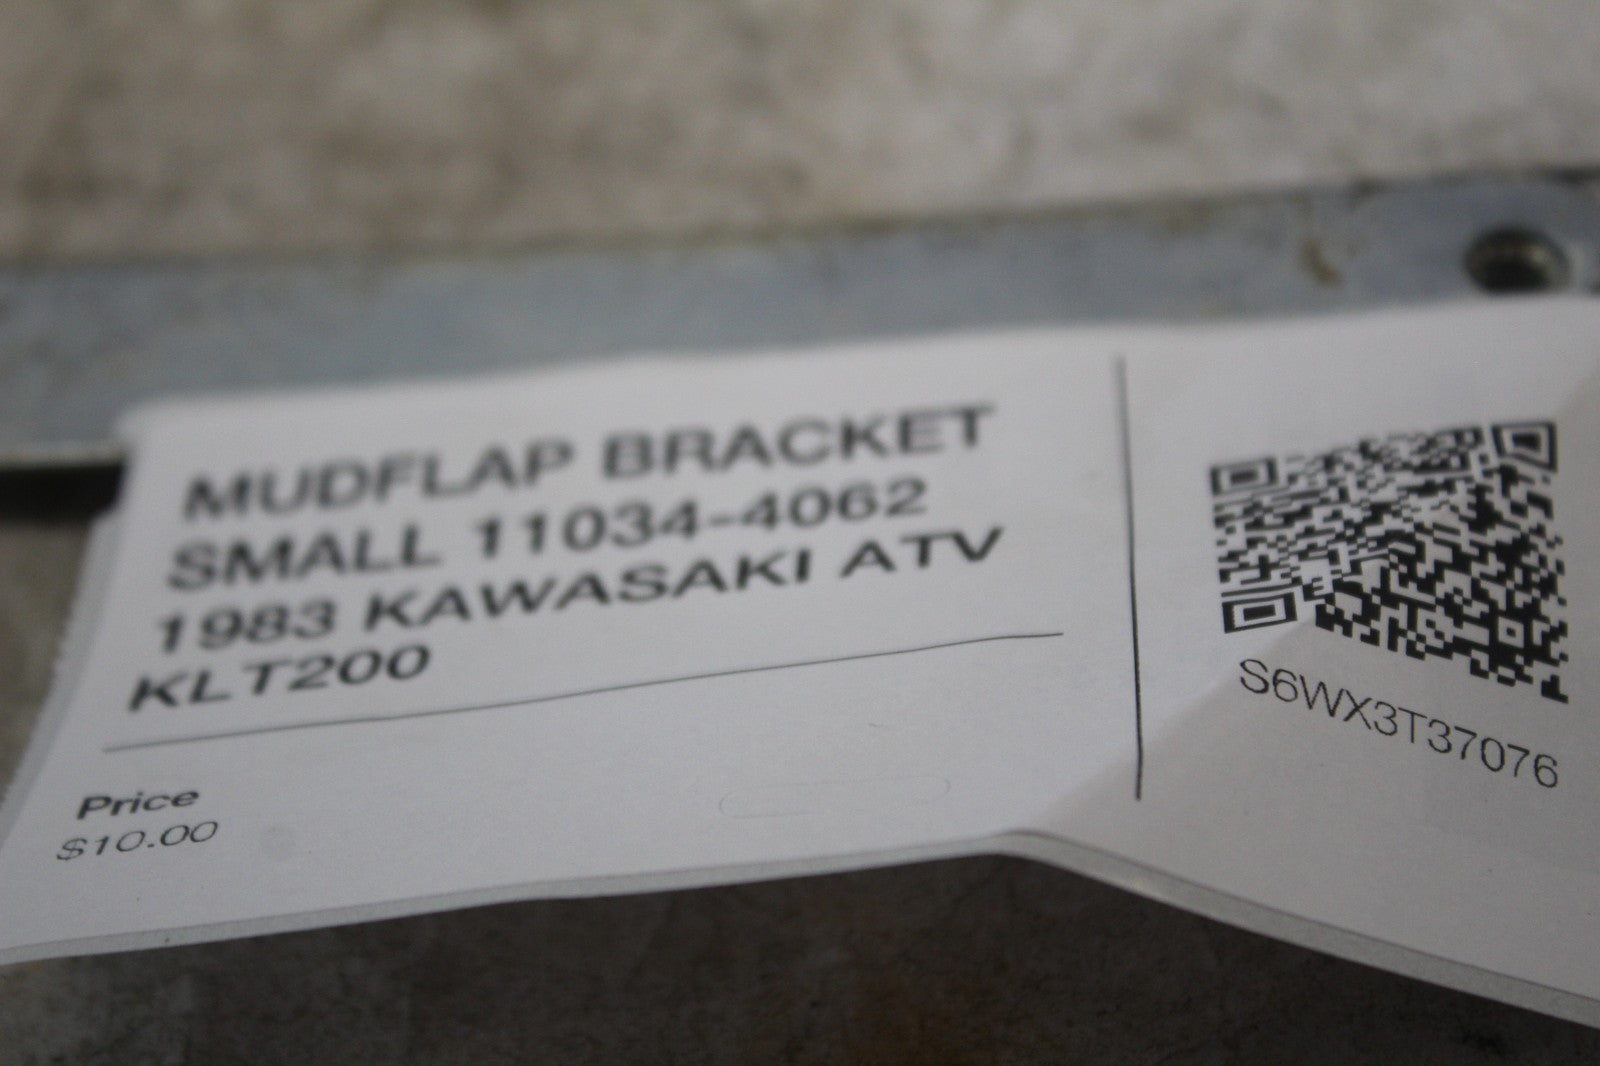 MUDFLAP BRACKET
SMALL 11034-4062
1983 KAWASAKI ATV
KLT200
Price
$10.00
S6WX3T37076